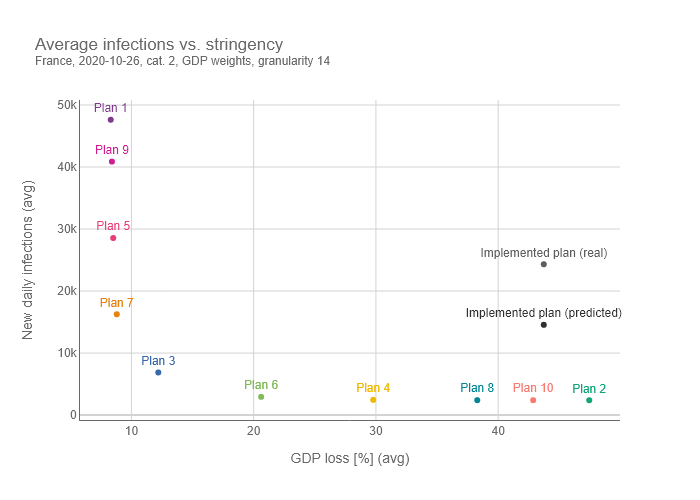 Average infections vs. stringency
France, 2020-10-26, cat. 2, GDP weights, granularity 14
50k
Plan 1
Plan 9
40k
30k
Plan 5
Implemented plan (real)
20k
Plan 7
Implemented plan (predicted)
10k
Plan 3
Plan 6
Plan 4
Plan 8
Plan 10
Plan 2
0
10
20
30
40
New daily infections (avg)
GDP loss [%] (avg)